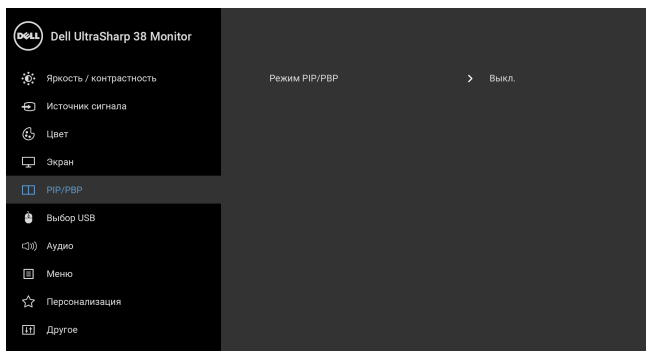 DELL Dell UltraSharp 38 Monitor
Яркость / контрастность
Режим PIP/PBP
Выкл.
Источник сигнала
Цвет
Экран
PIP/PBP
Выбор USB
Аудио
Меню
Персонализация
Другое